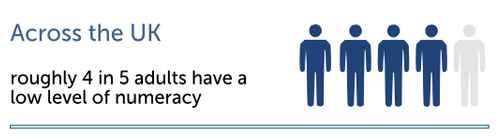 Across the UK
roughly 4 in 5 adults have a
low level of numeracy